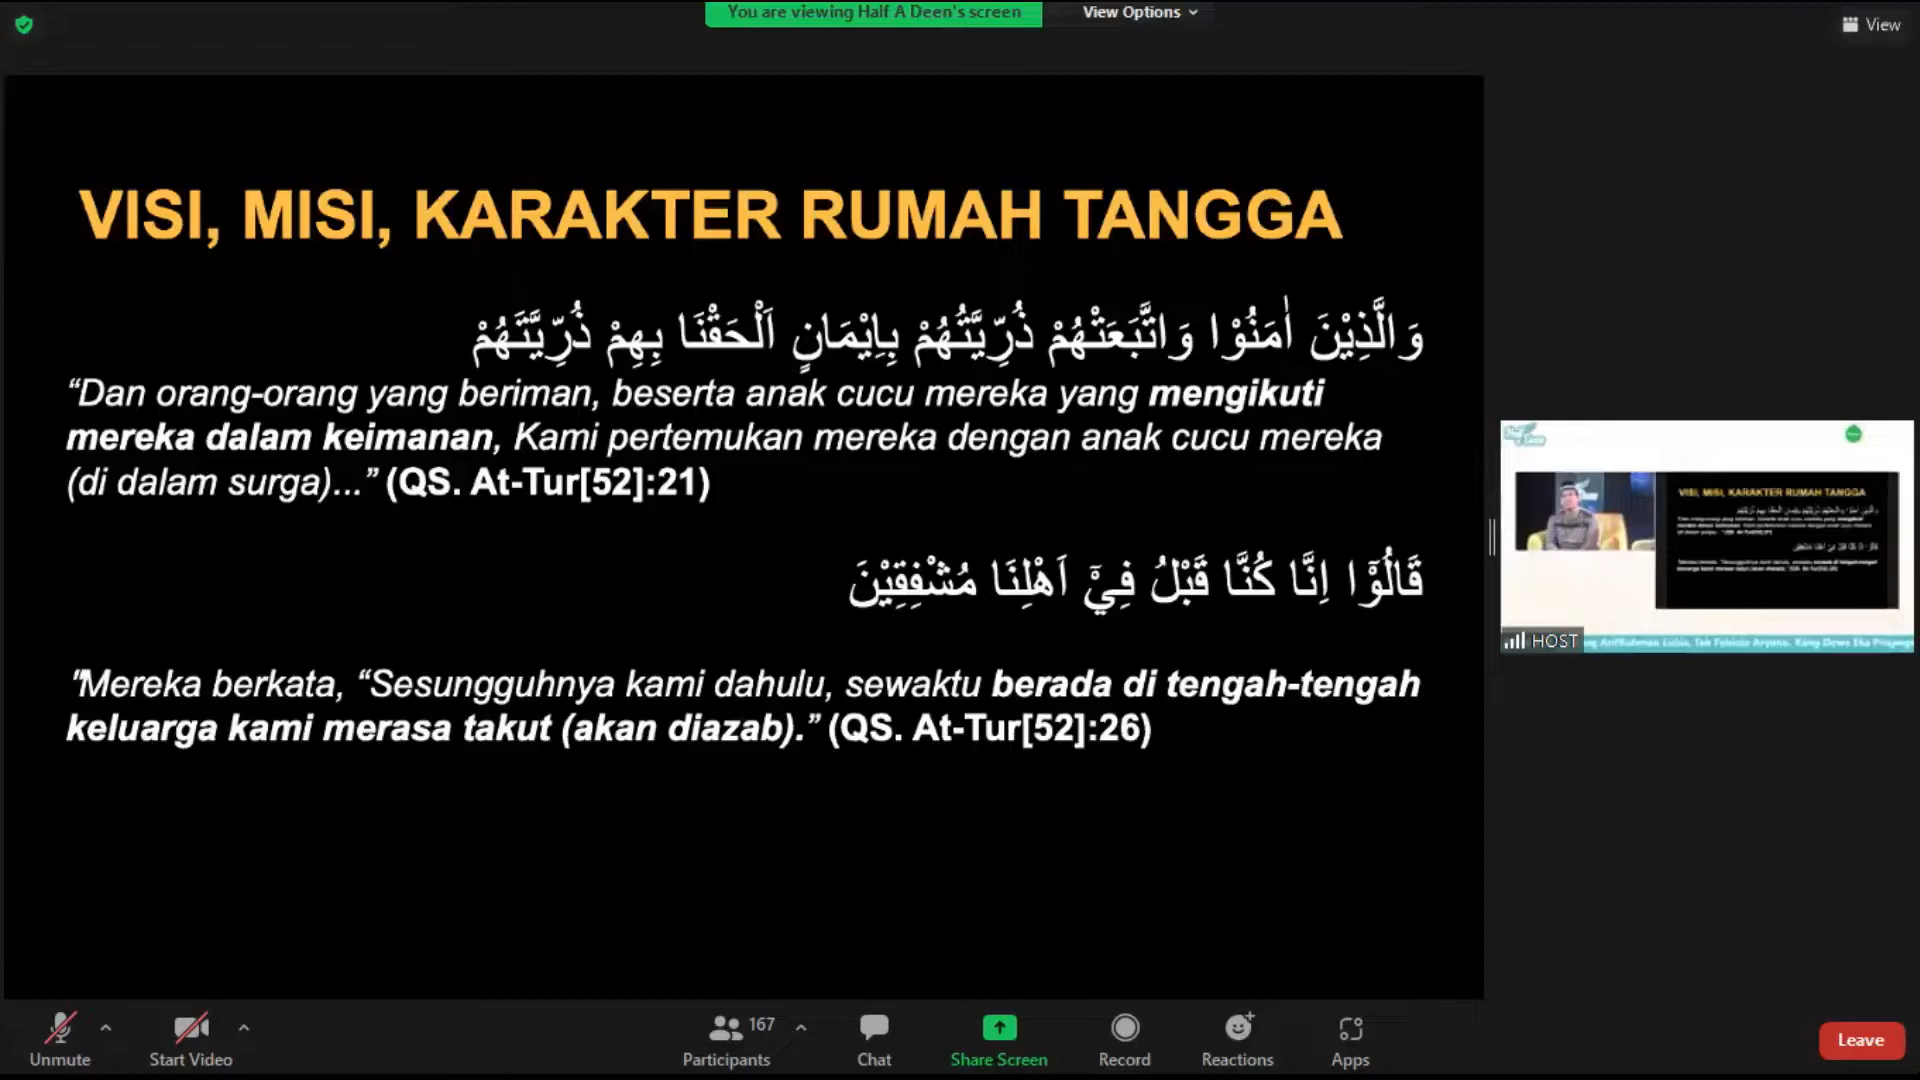 You are viewing Half A Deen's screen
View Options
View
VISI, MISI, KARAKTER RUMAH TANGGA
وَالَّذِيْنَ اٰمَنُوْا وَاتَّبَعَتْهُمْ ذُرِّيَّتُهُمْ بِاِيْمَانٍ اَلْحَقْنَا بِهِمْ ذُرِّيَّتَهُمْ
“Dan orang-orang yang beriman, beserta anak cucu mereka yang mengikuti
mereka dalam keimanan, Kami pertemukan mereka dengan anak cucu mereka
(di dalam surga)...” (QS. At-Tur[52]:21)
قَالُوْٓا اِنَّا كُنَّا قَبْلُ فِيْٓ اَهْلِنَا مُشْفِقِيْنَ
"Mereka berkata, “Sesungguhnya kami dahulu, sewaktu berada di tengah-tengah
keluarga kami merasa takut (akan diazab).” (QS. At-Tur[52]:26)
VISI, MISI, KARAKTER RUMAH TANGGA
HOST
Unmute
Start Video
Participants
167
Chat
Share Screen
Record
Reactions
Apps
Leave